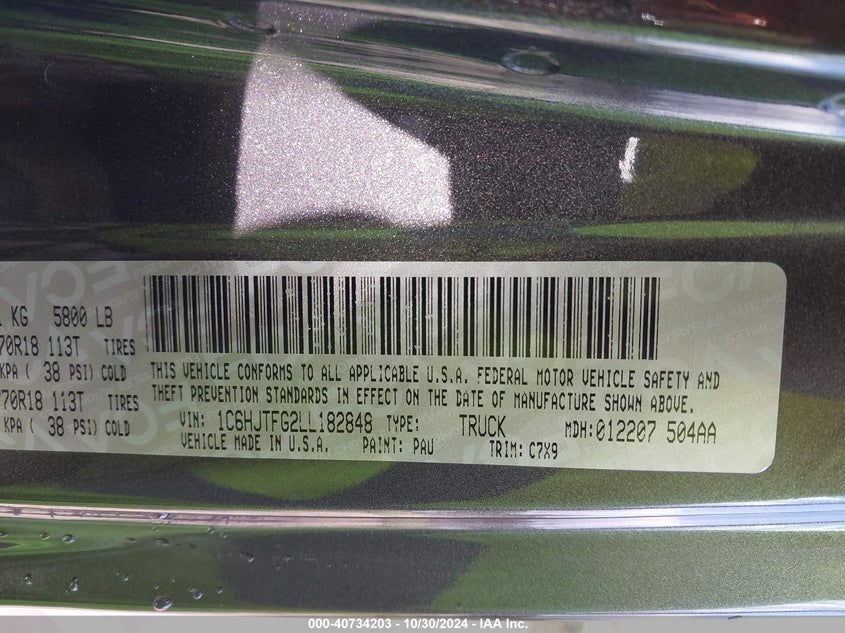 KG 5800 LB
70R18 113T TIRES
KPA ( 38 PSI) COLD
70R18 113T TIRES
KPA ( 38 PSI) COLD
THIS VEHICLE CONFORMS TO ALL APPLICABLE U.S.A. FEDERAL MOTOR VEHICLE SAFETY AND
THEFT PREVENTION STANDARDS IN EFFECT ON THE DATE OF MANUFACTURE SHOWN ABOVE.
VIN: 1C6HJTFG2LL182848 TYPE: TRUCK MDH:012207 504AA
VEHICLE MADE IN U.S.A. PAINT: PAU TRIM: C7X9
000-40734203 - 10/30/2024 - IAA Inc.